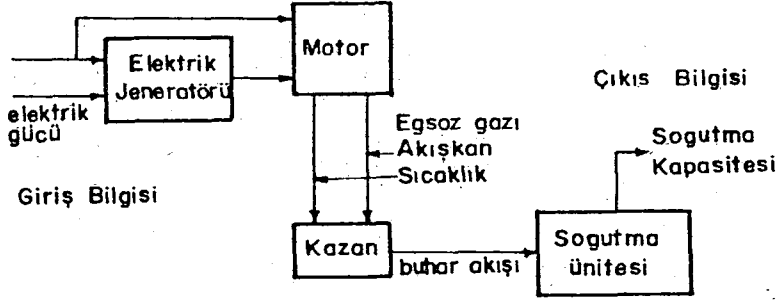 Elektrik
Jeneratörü
Motor
elektrik
gücü
Giriş Bilgisi
Egsoz gazı
Akışkan
Sıcaklık
Kazan
buhar akışı
Sogutma
ünitesi
Çıkıs Bilgisi
Sogutma
Kapasitesi